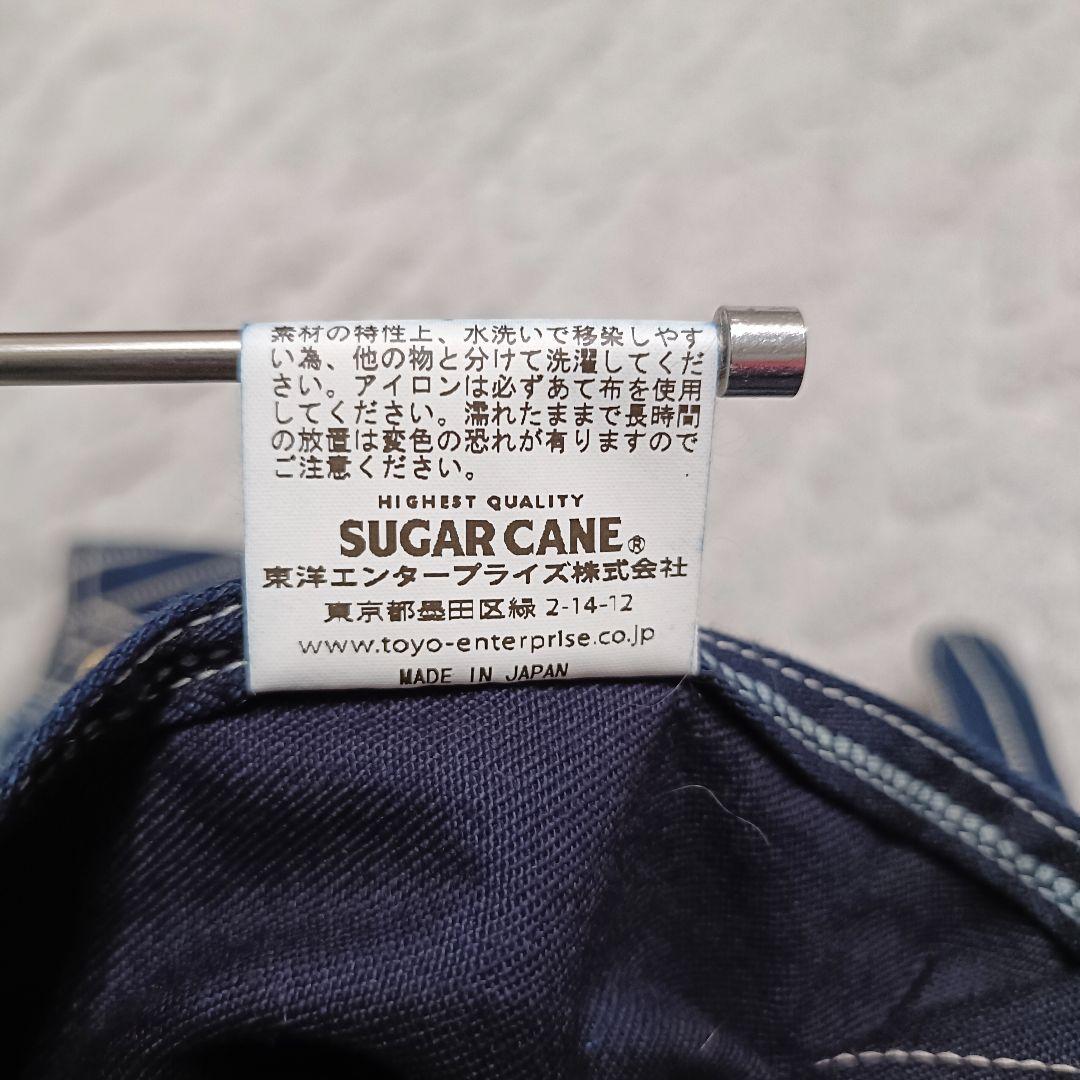 素材の特性上、水洗いで移染しやす
い為、他の物と分けて洗濯してくだ
さい。アイロンは必ずあて布を使用
してください。濡れたままで長時間
の放置は変色の恐れが有りますので
ご注意ください。
HIGHEST QUALITY
SUGAR CANE®
東洋エンタープライズ株式会社
東京都墨田区緑 2-14-12
www.toyo-enterprise.co.jp
MADE IN JAPAN